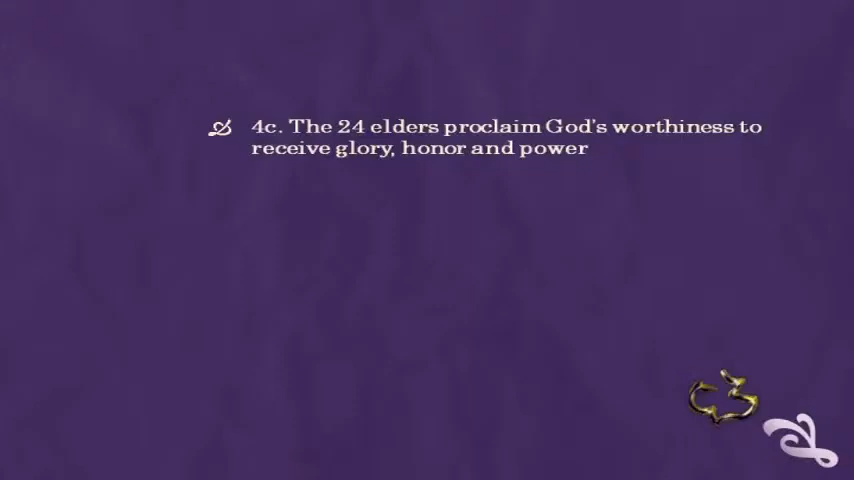 4c. The 24 elders proclaim God's worthiness to
receive glory, honor and power